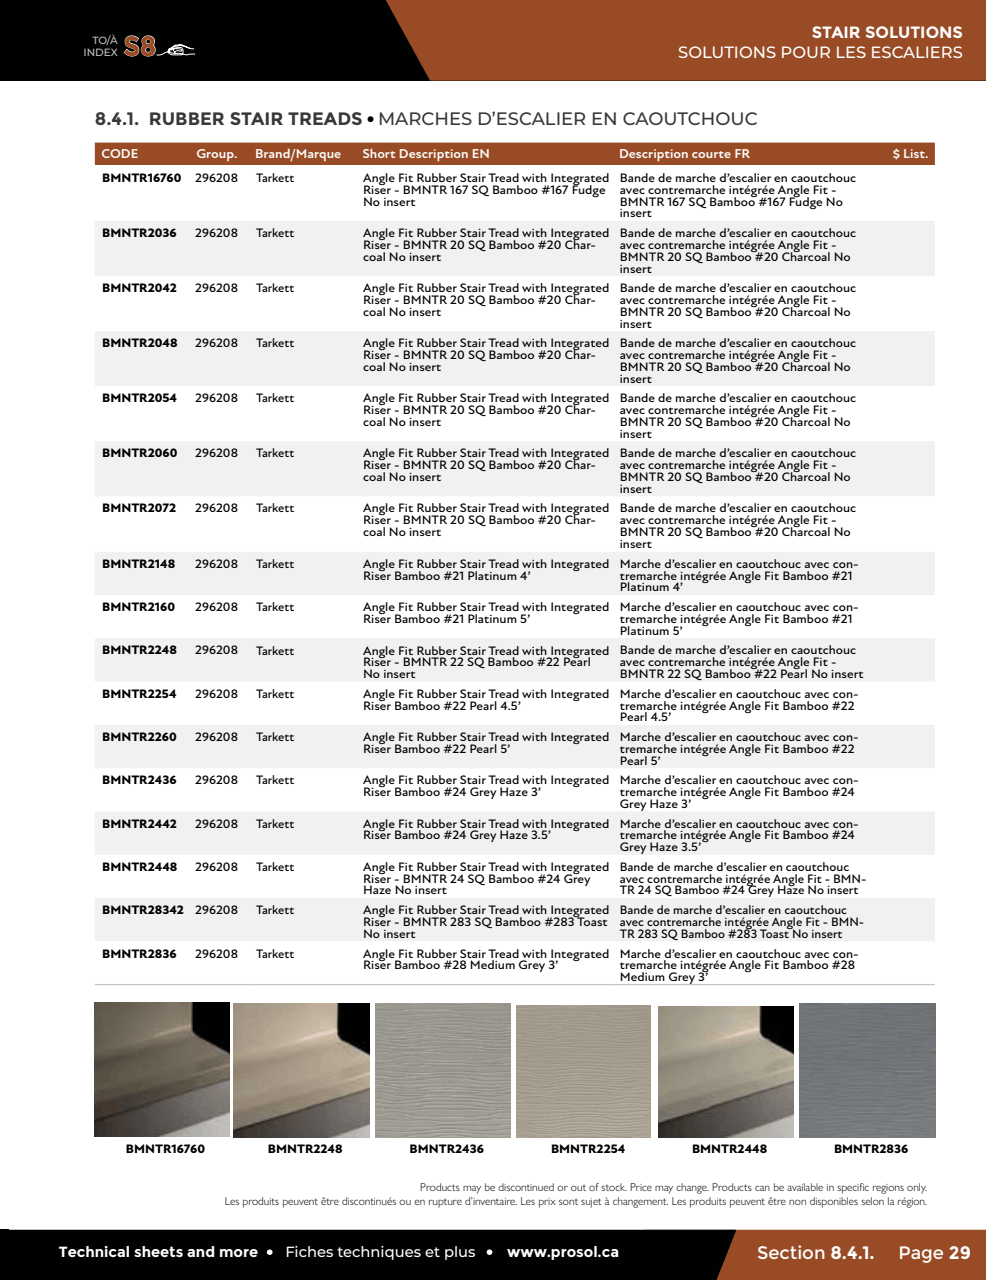 TO/À
INDEX S8
STAIR SOLUTIONS
SOLUTIONS POUR LES ESCALIERS
8.4.1. RUBBER STAIR TREADS • MARCHES D’ESCALIER EN CAOUTCHOUC
CODE Group. Brand/Marque Short Description EN Description courte FR $ List.
BMNTR16760 296208 Tarkett Angle Fit Rubber Stair Tread with Integrated Bande de marche d’escalier en caoutchouc
Riser - BMNTR 167 SQ Bamboo #167 Fudge avec contremarche intégrée Angle Fit -
No insert BMNTR 167 SQ Bamboo #167 Fudge No
insert
BMNTR2036 296208 Tarkett Angle Fit Rubber Stair Tread with Integrated Bande de marche d’escalier en caoutchouc
Riser - BMNTR 20 SQ Bamboo #20 Char- avec contremarche intégrée Angle Fit -
coal No insert BMNTR 20 SQ Bamboo #20 Charcoal No
insert
BMNTR2042 296208 Tarkett Angle Fit Rubber Stair Tread with Integrated Bande de marche d’escalier en caoutchouc
Riser - BMNTR 20 SQ Bamboo #20 Char- avec contremarche intégrée Angle Fit -
coal No insert BMNTR 20 SQ Bamboo #20 Charcoal No
insert
BMNTR2048 296208 Tarkett Angle Fit Rubber Stair Tread with Integrated Bande de marche d’escalier en caoutchouc
Riser - BMNTR 20 SQ Bamboo #20 Char- avec contremarche intégrée Angle Fit -
coal No insert BMNTR 20 SQ Bamboo #20 Charcoal No
insert
BMNTR2054 296208 Tarkett Angle Fit Rubber Stair Tread with Integrated Bande de marche d’escalier en caoutchouc
Riser - BMNTR 20 SQ Bamboo #20 Char- avec contremarche intégrée Angle Fit -
coal No insert BMNTR 20 SQ Bamboo #20 Charcoal No
insert
BMNTR2060 296208 Tarkett Angle Fit Rubber Stair Tread with Integrated Bande de marche d’escalier en caoutchouc
Riser - BMNTR 20 SQ Bamboo #20 Char- avec contremarche intégrée Angle Fit -
coal No insert BMNTR 20 SQ Bamboo #20 Charcoal No
insert
BMNTR2072 296208 Tarkett Angle Fit Rubber Stair Tread with Integrated Bande de marche d’escalier en caoutchouc
Riser - BMNTR 20 SQ Bamboo #20 Char- avec contremarche intégrée Angle Fit -
coal No insert BMNTR 20 SQ Bamboo #20 Charcoal No
insert
BMNTR2148 296208 Tarkett Angle Fit Rubber Stair Tread with Integrated Marche d’escalier en caoutchouc avec con-
Riser Bamboo #21 Platinum 4’ tremarche intégrée Angle Fit Bamboo #21
Platinum 4’
BMNTR2160 296208 Tarkett Angle Fit Rubber Stair Tread with Integrated Marche d’escalier en caoutchouc avec con-
Riser Bamboo #21 Platinum 5’ tremarche intégrée Angle Fit Bamboo #21
Platinum 5’
BMNTR2248 296208 Tarkett Angle Fit Rubber Stair Tread with Integrated Bande de marche d’escalier en caoutchouc
Riser - BMNTR 22 SQ Bamboo #22 Pearl avec contremarche intégrée Angle Fit -
No insert BMNTR 22 SQ Bamboo #22 Pearl No insert
BMNTR2254 296208 Tarkett Angle Fit Rubber Stair Tread with Integrated Marche d’escalier en caoutchouc avec con-
Riser Bamboo #22 Pearl 4.5’ tremarche intégrée Angle Fit Bamboo #22
Pearl 4.5’
BMNTR2260 296208 Tarkett Angle Fit Rubber Stair Tread with Integrated Marche d’escalier en caoutchouc avec con-
Riser Bamboo #22 Pearl 5’ tremarche intégrée Angle Fit Bamboo #22
Pearl 5’
BMNTR2436 296208 Tarkett Angle Fit Rubber Stair Tread with Integrated Marche d’escalier en caoutchouc avec con-
Riser Bamboo #24 Grey Haze 3’ tremarche intégrée Angle Fit Bamboo #24
Grey Haze 3’
BMNTR2442 296208 Tarkett Angle Fit Rubber Stair Tread with Integrated Marche d’escalier en caoutchouc avec con-
Riser Bamboo #24 Grey Haze 3.5’ tremarche intégrée Angle Fit Bamboo #24
Grey Haze 3.5’
BMNTR2448 296208 Tarkett Angle Fit Rubber Stair Tread with Integrated Bande de marche d’escalier en caoutchouc
Riser - BMNTR 24 SQ Bamboo #24 Grey avec contremarche intégrée Angle Fit - BMN-
Haze No insert TR 24 SQ Bamboo #24 Grey Haze No insert
BMNTR28342 296208 Tarkett Angle Fit Rubber Stair Tread with Integrated Bande de marche d’escalier en caoutchouc
Riser - BMNTR 283 SQ Bamboo #283 Toast avec contremarche intégrée Angle Fit - BMN-
No insert TR 283 SQ Bamboo #283 Toast No insert
BMNTR2836 296208 Tarkett Angle Fit Rubber Stair Tread with Integrated Marche d’escalier en caoutchouc avec con-
Riser Bamboo #28 Medium Grey 3’ tremarche intégrée Angle Fit Bamboo #28
Medium Grey 3’
BMNTR16760 BMNTR2248 BMNTR2436 BMNTR2254 BMNTR2448 BMNTR2836
Products may be discontinued or out of stock. Price may change. Products can be available in specific regions only.
Les produits peuvent être discontinués ou en rupture d’inventaire. Les prix sont sujet à changement. Les produits peuvent être non disponibles selon la région.
Technical sheets and more • Fiches techniques et plus • www.prosol.ca
Section 8.4.1. Page 29